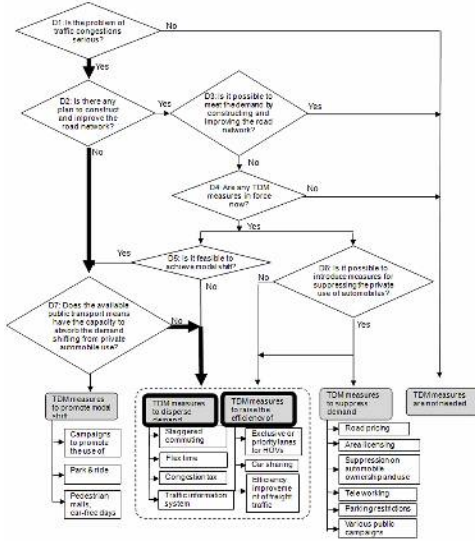 D1: Is the problem of
traffic congestions
serious?
No
Yes
D2: Is there any
plan to construct
and improve the
road network?
Yes
D3: Is it possible to
meet the demand by
constructing and
improving the road
network?
Yes
No
No
D4: Are any TDM
measures in force
now?
No
Yes
Yes
D5: Is it feasible to
achieve modal shift?
No
D6: Is it possible to
introduce measures for
suppressing the private
use of automobiles?
No
Yes
D7: Does the available
public transport means
have the capacity to
absorb the demand
shifting from private
automobile use?
No
Yes
TDM measures
to promote modal
shift
TDM measures
to disperse
demand
TDM measures
to raise the
efficiency of
TDM measures
to suppress
demand
TDM measures
are not needed
Campaigns
to promote
the use of
Park & ride
Pedestrian
malls,
car-free days
Staggered
commuting
Flex time
Congestion tax
Traffic information
system
Exclusive or
priority lanes
for HOVs
Car sharing
Efficiency
improveme
nt of freight
traffic
Road pricing
Area licensing
Suppression on
automobile
ownership and use
Tele working
Parking restrictions
Various public
campaigns